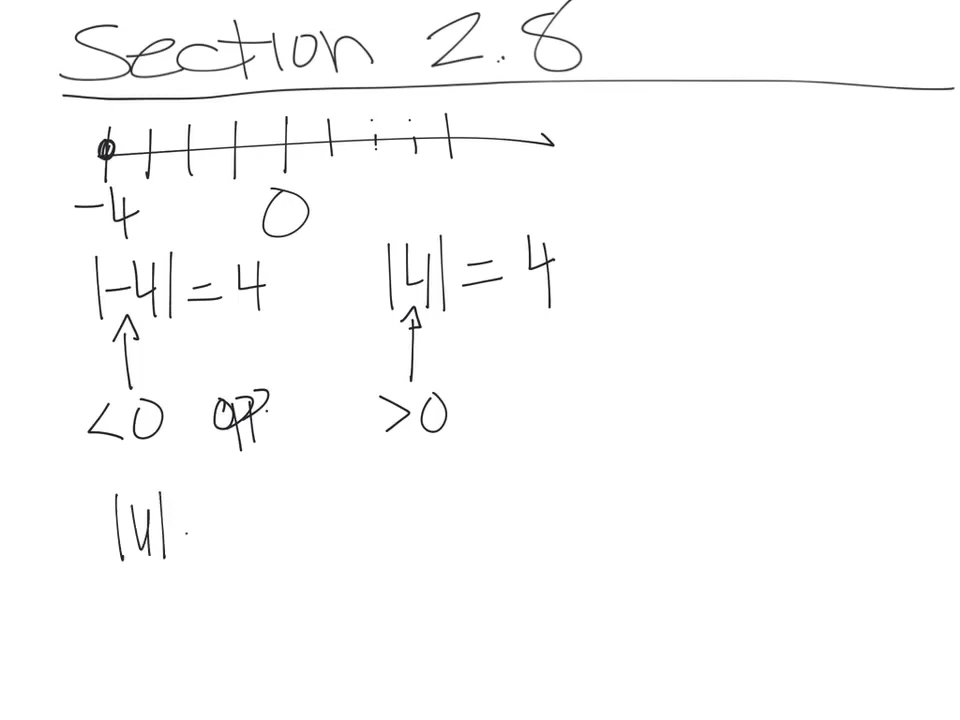 Section 2.8
-4 0
|-4| = 4 |4| = 4
<0 opp. >0
|u|